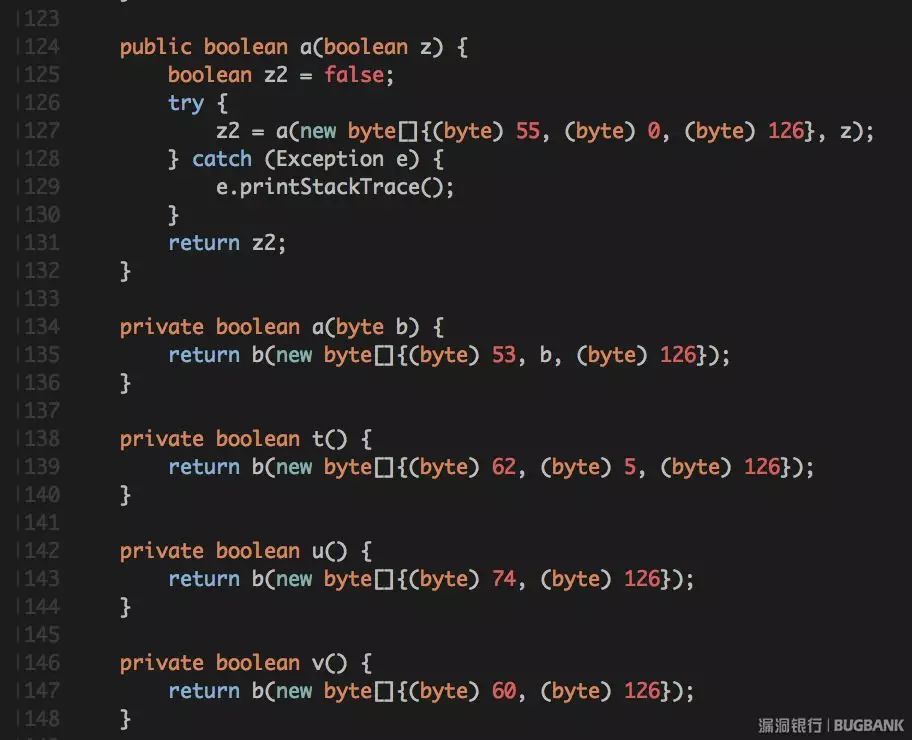 123
124 public boolean a(boolean z) {
125 boolean z2 = false;
126 try {
127 z2 = a(new byte[]{(byte) 55, (byte) 0, (byte) 126}, z);
128 } catch (Exception e) {
129 e.printStackTrace();
130 }
131 return z2;
132 }
133
134 private boolean a(byte b) {
135 return b(new byte[]{(byte) 53, b, (byte) 126});
136 }
137
138 private boolean t() {
139 return b(new byte[]{(byte) 62, (byte) 5, (byte) 126});
140 }
141
142 private boolean u() {
143 return b(new byte[]{(byte) 74, (byte) 126});
144 }
145
146 private boolean v() {
147 return b(new byte[]{(byte) 60, (byte) 126});
148 }
漏洞银行 | BUGBANK